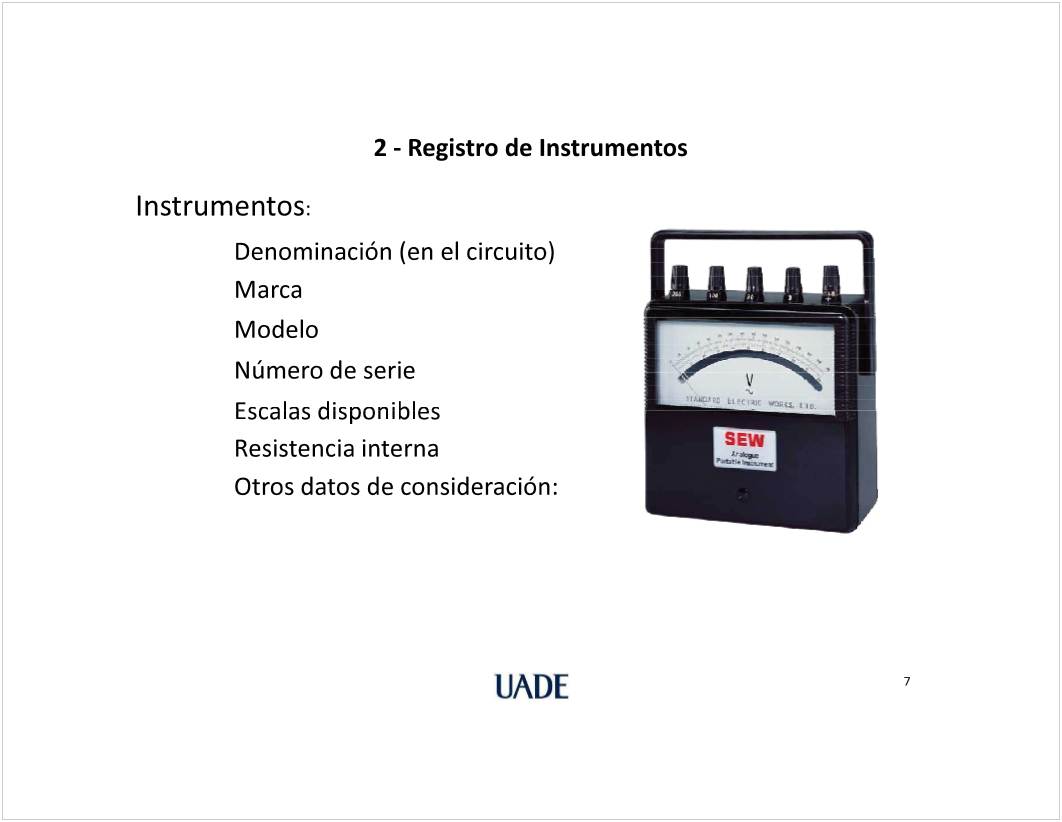 2 - Registro de Instrumentos
Instrumentos:
Denominación (en el circuito)
Marca
Modelo
Número de serie
Escalas disponibles
Resistencia interna
Otros datos de consideración:
V
STANDARD ELECTRIC WORKS, LTD.
SEW
Analogue
Portable Instrument
UADE
7